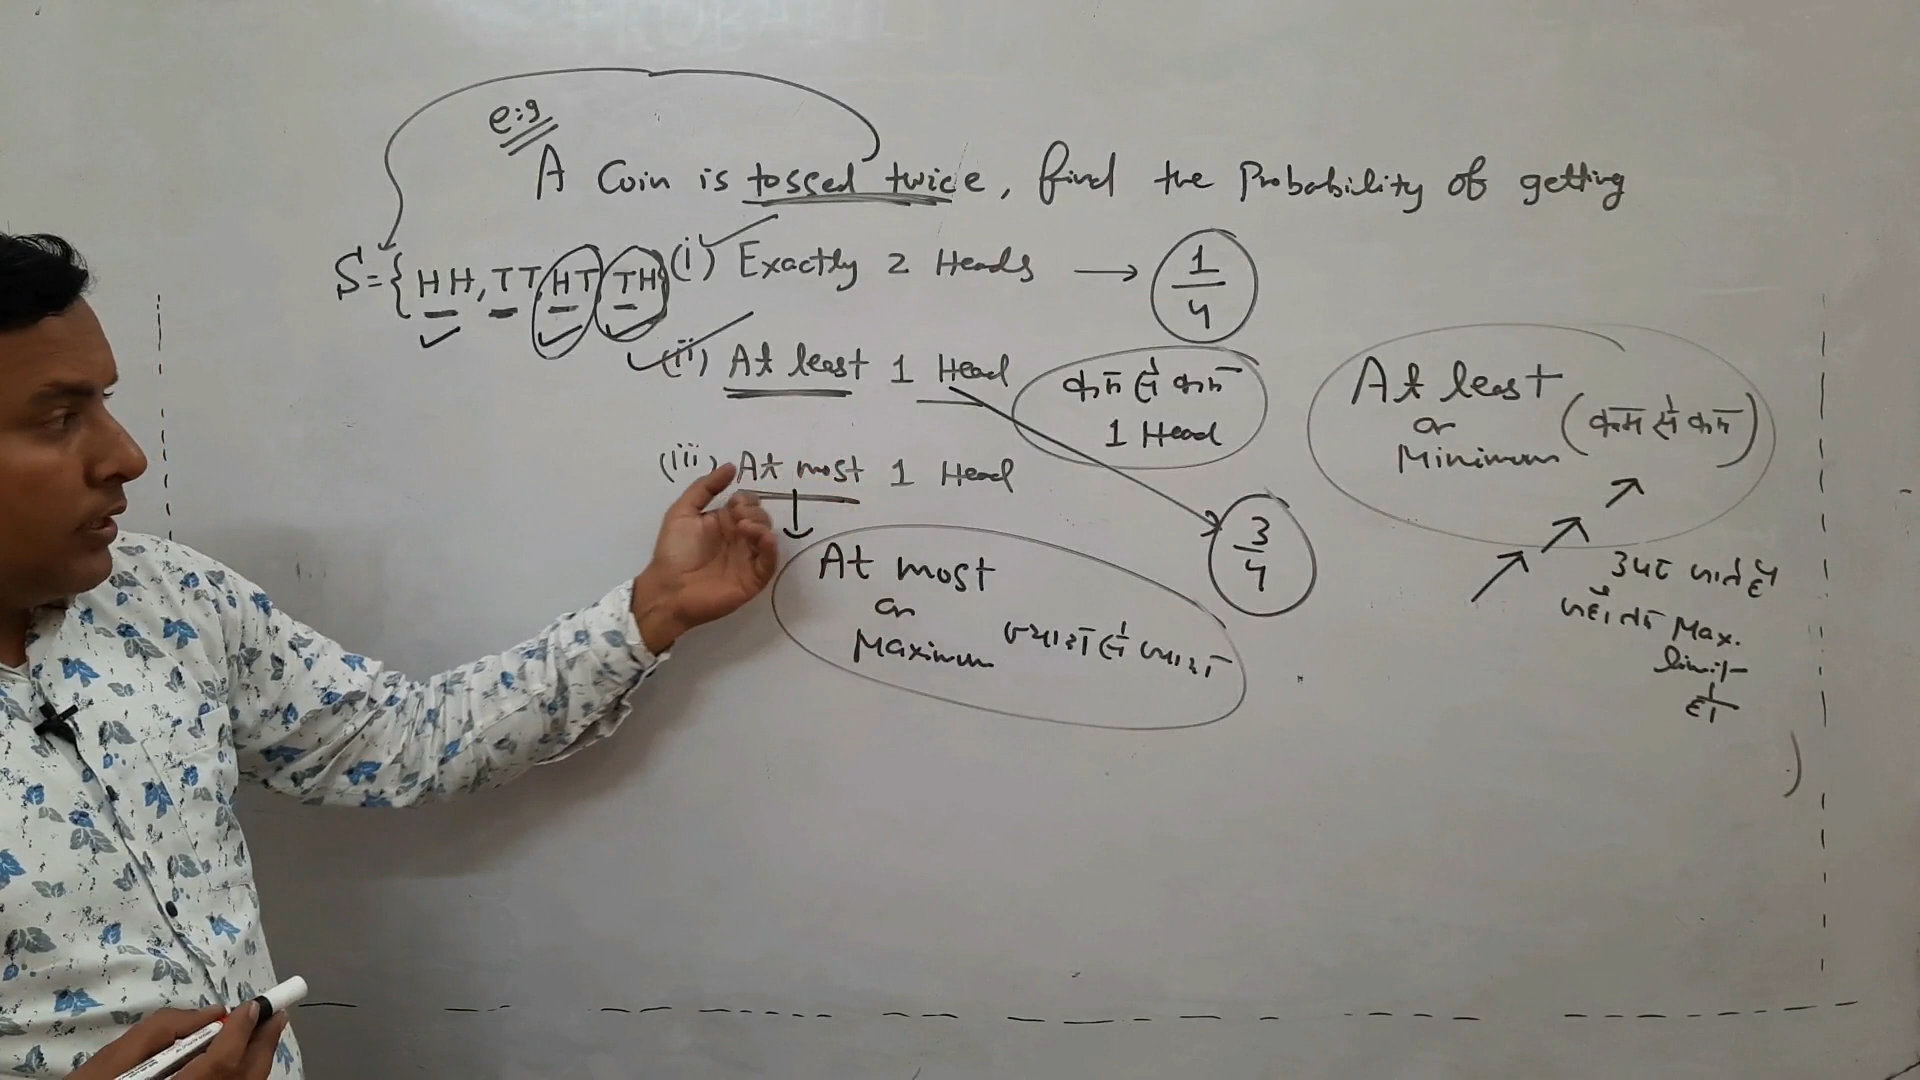 e:g
A Coin is tossed twice, find the Probability of getting
S={HH, TT, HT, TH}
(i) Exactly 2 Heads → 1/4
(ii) At least 1 Head → 3/4
कम से कम
1 Head
(iii) At most 1 Head
At most
or
Maximum ज्यादा से ज्यादा
At least
or
Minimum (कम से कम)
ऊपर जाते है
Max.
limit